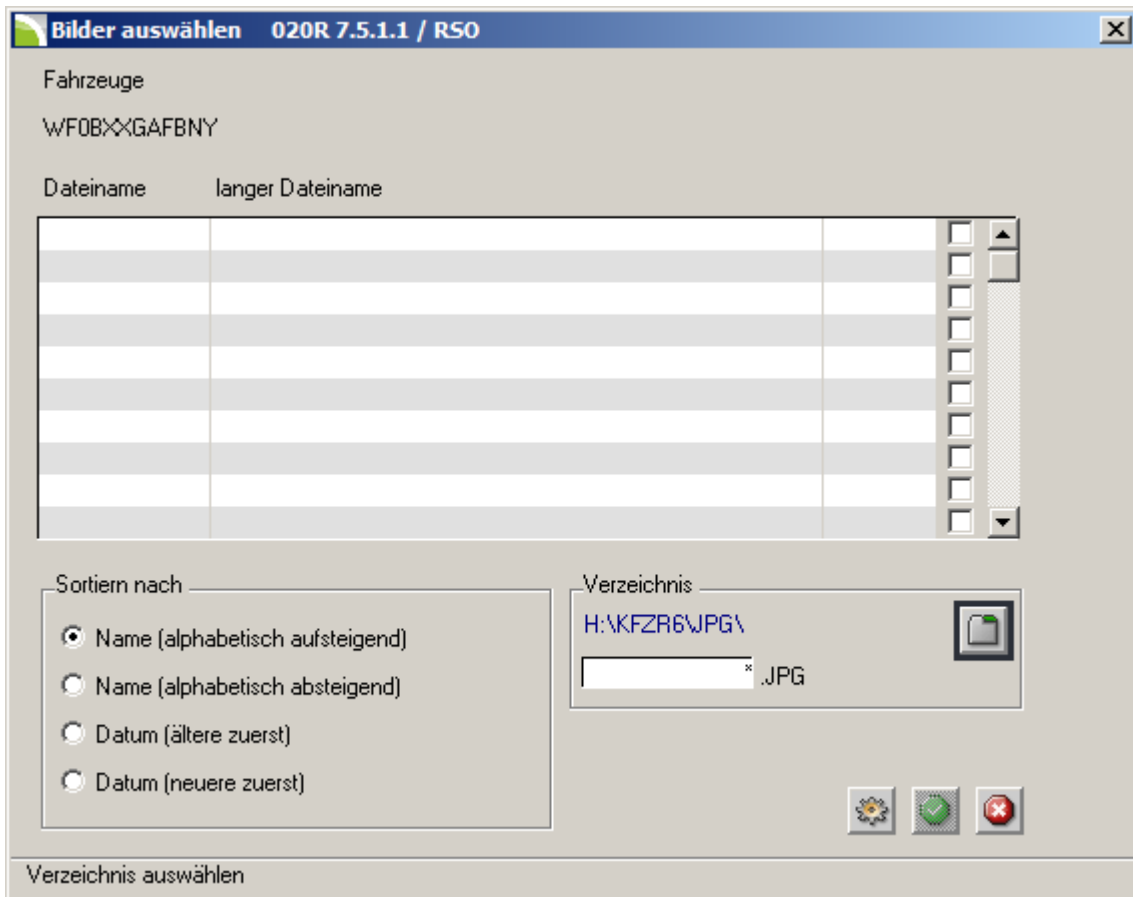 Bilder auswählen 020R 7.5.1.1 / RSO
Fahrzeuge
WF0BXXGAFBNY
Dateiname langer Dateiname
Sortiern nach
Name (alphabetisch aufsteigend)
Name (alphabetisch absteigend)
Datum (ältere zuerst)
Datum (neuere zuerst)
Verzeichnis
H:\KFZR6\JPG\
* .JPG
Verzeichnis auswählen